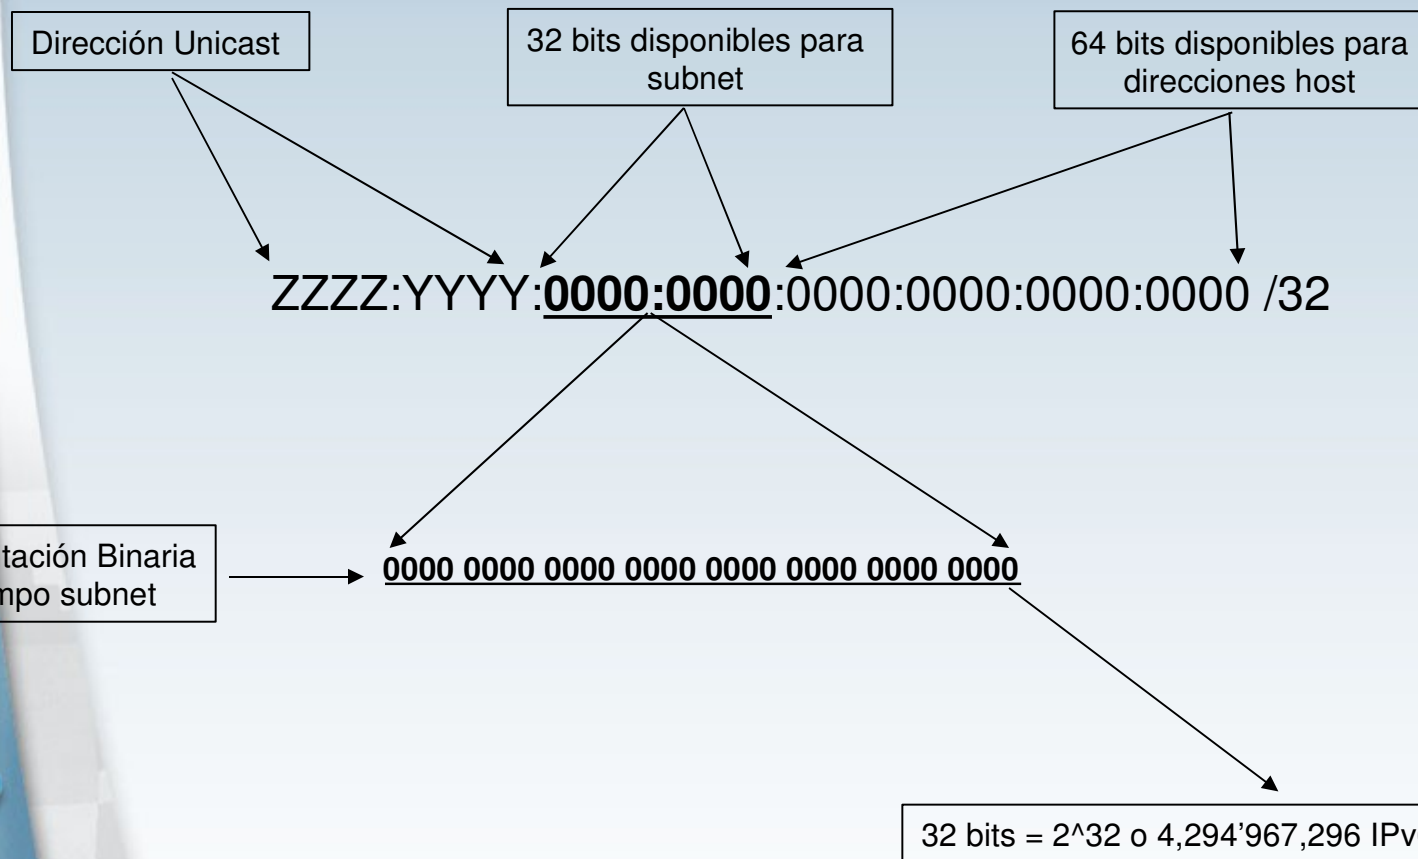 Dirección Unicast
32 bits disponibles para
subnet
64 bits disponibles para
direcciones host
ZZZZ:YYYY:0000:0000:0000:0000:0000:0000 /32
tación Binaria
mpo subnet
0000 0000 0000 0000 0000 0000 0000 0000
32 bits = 2^32 o 4,294’967,296 IPv